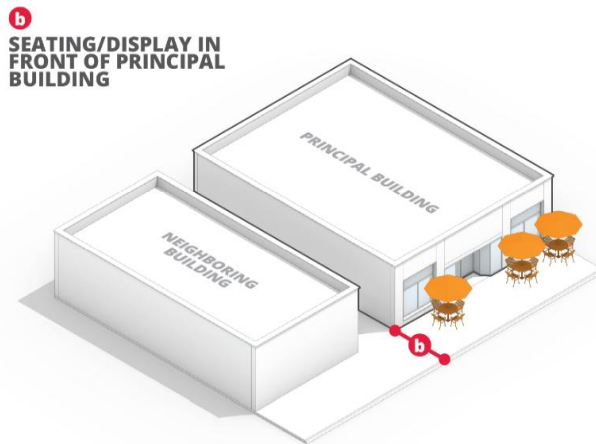 b
SEATING/DISPLAY IN
FRONT OF PRINCIPAL
BUILDING
PRINCIPAL BUILDING
NEIGHBORING
BUILDING
b